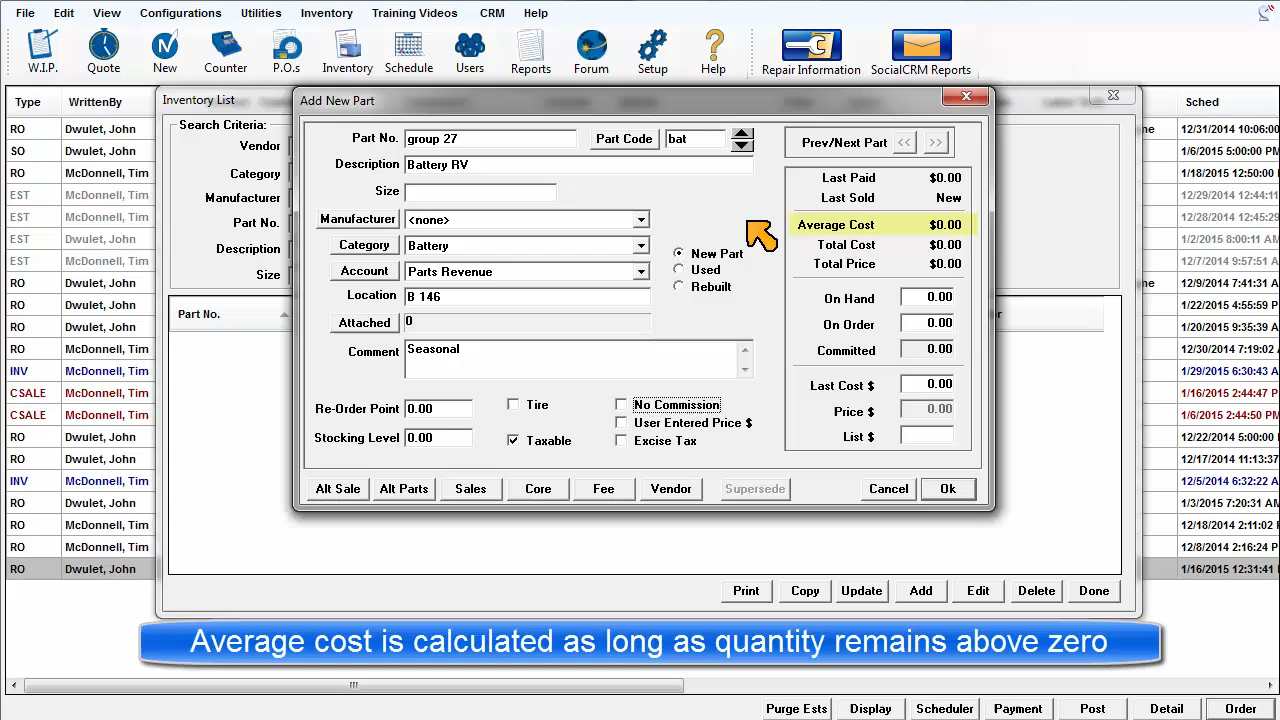 File Edit View Configurations Utilities Inventory Training Videos CRM Help
W.I.P. Quote New Counter P.Os Inventory Schedule Users Reports Forum Setup Help Repair Information SocialCRM Reports
Type WrittenBy Sched
Inventory List
Search Criteria:
Vendor
Category
Manufacturer
Part No.
Description
Size
Part No.
Add New Part
Part No. group 27 Part Code bat
Description Battery RV
Size
Manufacturer <none>
Category Battery
Account Parts Revenue
Location B 146
Attached 0
Comment Seasonal
New Part
Used
Rebuilt
Re-Order Point 0.00
Stocking Level 0.00
Tire
Taxable
No Commission
User Entered Price $
Excise Tax
Prev/Next Part << >>
Last Paid $0.00
Last Sold New
Average Cost $0.00
Total Cost $0.00
Total Price $0.00
On Hand 0.00
On Order 0.00
Committed 0.00
Last Cost $ 0.00
Price $ 0.00
List $
Alt Sale Alt Parts Sales Core Fee Vendor Supersede Cancel Ok
RO Dwulet, John 12/31/2014 10:06:00
SO Dwulet, John 1/6/2015 5:00:00 PM
RO McDonnell, Tim 1/18/2015 12:50:00
EST McDonnell, Tim 12/29/2014 12:44:11
EST McDonnell, Tim 12/28/2014 12:45:29
EST McDonnell, Tim 1/2/2015 8:00:11 AM
EST McDonnell, Tim 12/7/2015 9:57:51
RO Dwulet, John 12/9/2014 7:41:31
RO Dwulet, John 1/22/2015 4:55:59
RO Dwulet, John 1/20/2015 9:35:39
RO McDonnell, Tim 12/30/2014 7:19:02
INV McDonnell, Tim 1/29/2015 6:30:43
CSALE McDonnell, Tim 1/16/2015 2:44:47
CSALE McDonnell, Tim 1/6/2015 2:44:50 PM
RO Dwulet, John 12/22/2014 5:00:00
RO Dwulet, John 12/17/2014 11:13:37
INV McDonnell, Tim 12/5/2014 6:32:22
RO Dwulet, John 1/3/2015 7:20:31 AM
RO McDonnell, Tim 12/18/2014 2:11:02
RO McDonnell, Tim 12/8/2014 2:16:24
RO Dwulet, John 1/16/2015 12:31:41
Print Copy Update Add Edit Delete Done
Average cost is calculated as long as quantity remains above zero
Purge Ests Display Scheduler Payment Post Detail Order